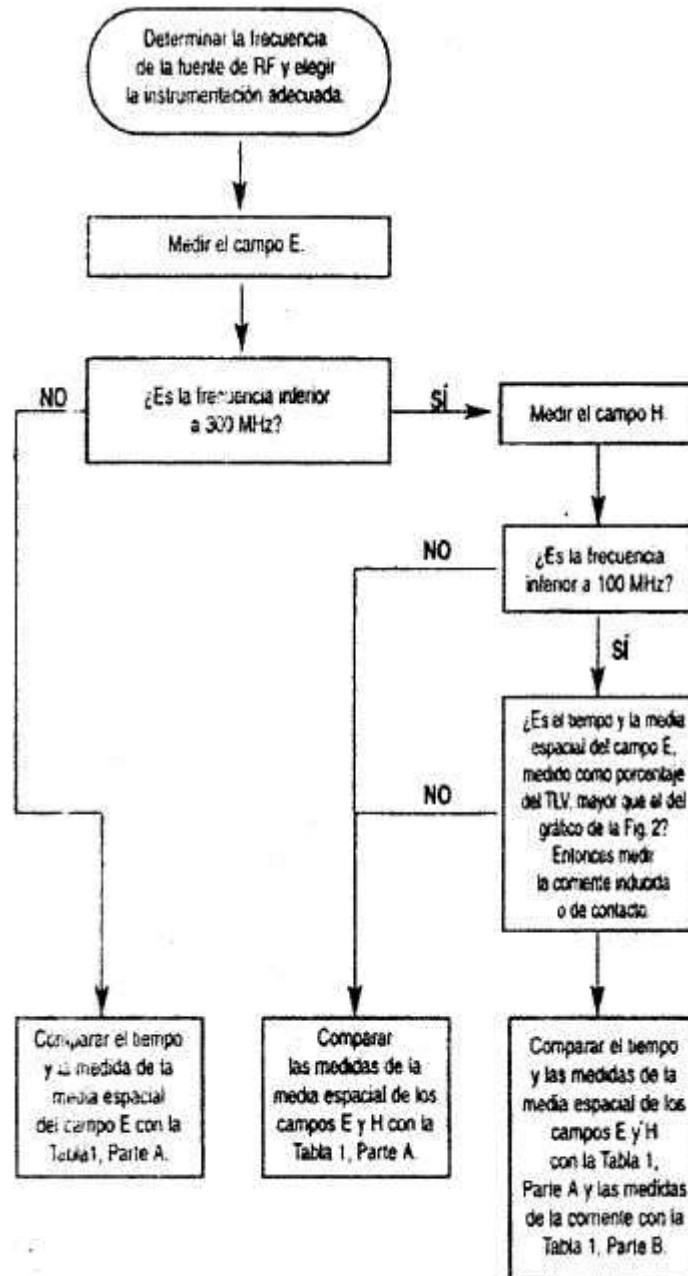 Determinar la frecuencia
de la fuente de RF y elegir
la instrumentación adecuada.
Medir el campo E.
¿Es la frecuencia inferior
a 300 MHz?
NO
SÍ
Medir el campo H.
¿Es la frecuencia
inferior a 100 MHz?
NO
SÍ
¿Es el tiempo y la media
espacial del campo E,
medido como porcentaje
del TLV, mayor que el del
gráfico de la Fig. 2?
Entonces medir
la corriente inducida
o de contacto.
NO
Comparar el tiempo
y la medida de la
media espacial
del campo E con la
Tabla1, Parte A.
Comparar
las medidas de la
media espacial de los
campos E y H con la
Tabla 1, Parte A.
Comparar el tiempo
y las medidas de la
media espacial de los
campos E y H
con la Tabla 1,
Parte A y las medidas
de la corriente con la
Tabla 1, Parte B.